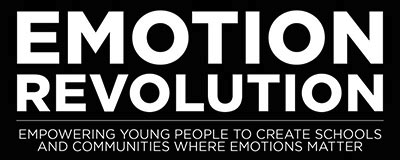 EMOTION
REVOLUTION
EMPOWERING YOUNG PEOPLE TO CREATE SCHOOLS
AND COMMUNITIES WHERE EMOTIONS MATTER